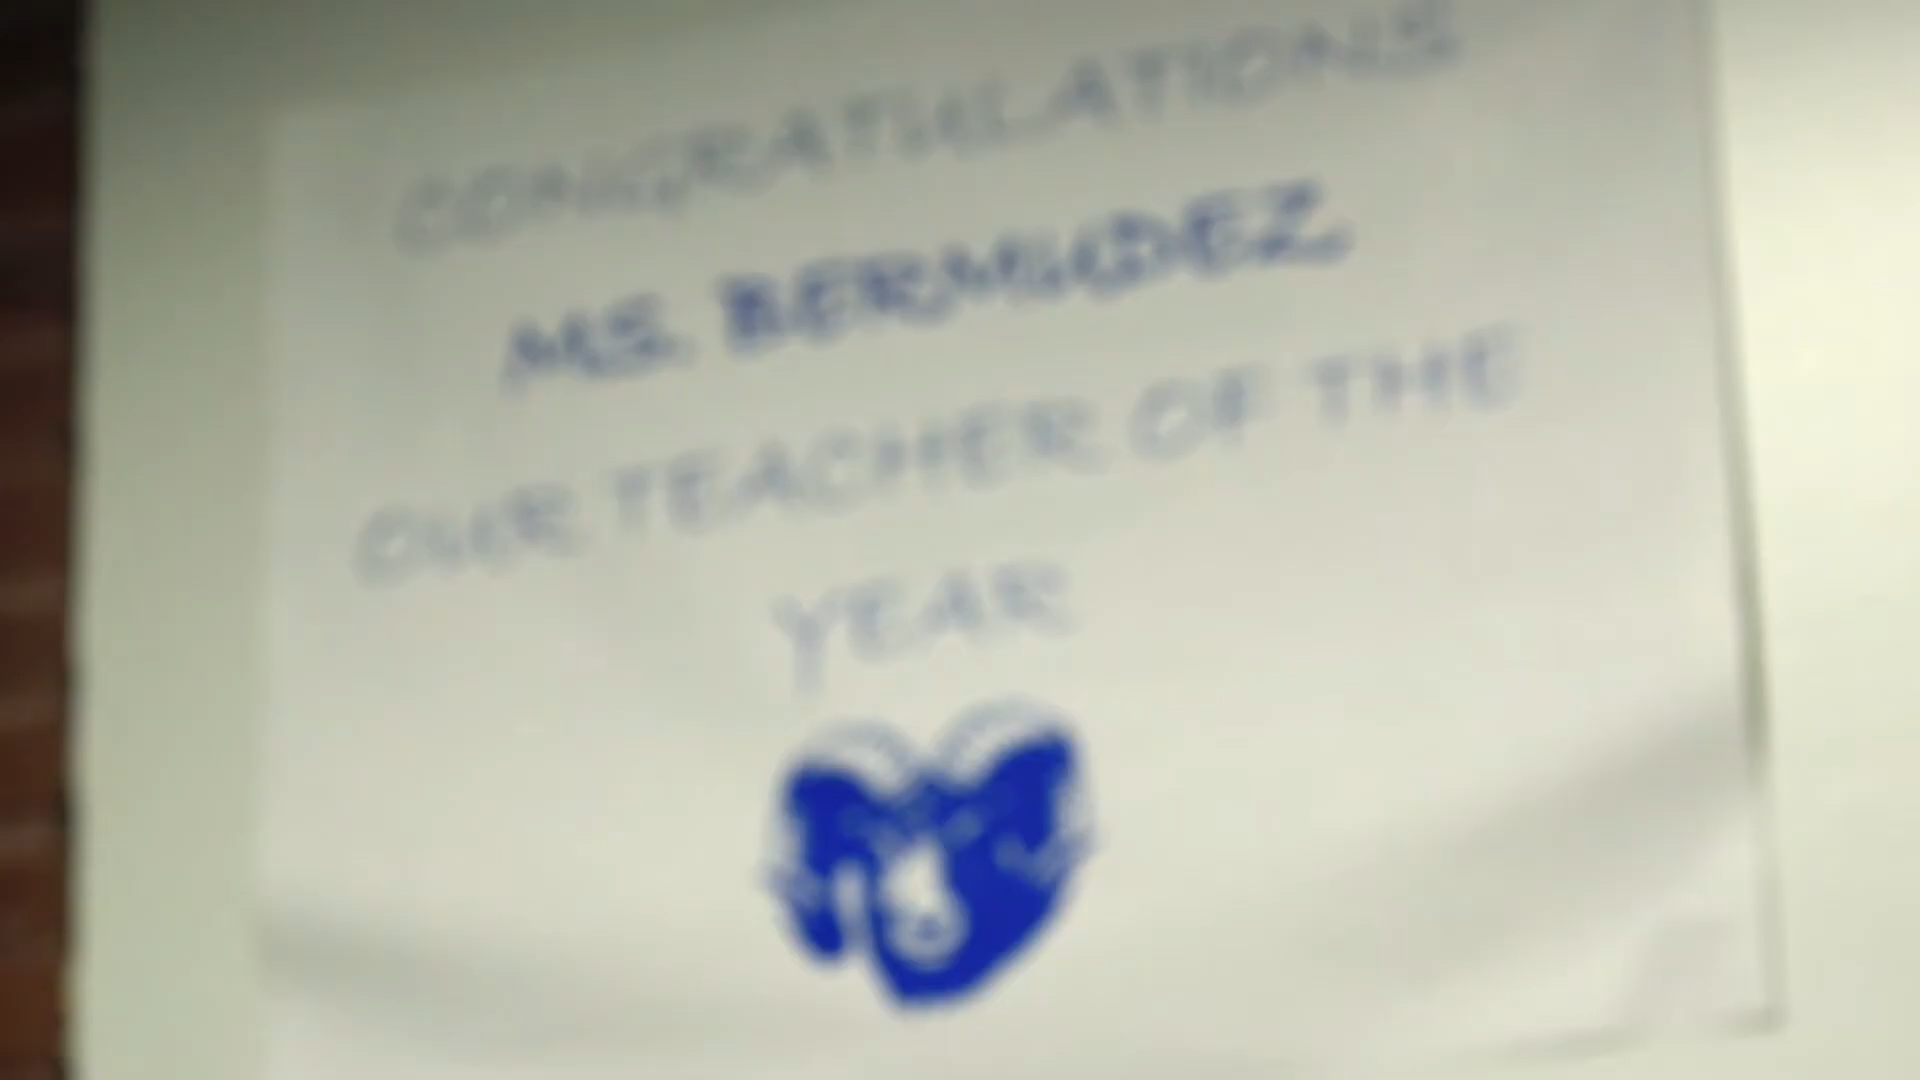 CONGRATULATIONS
MS. BERMUDEZ
OUR TEACHER OF THE
YEAR